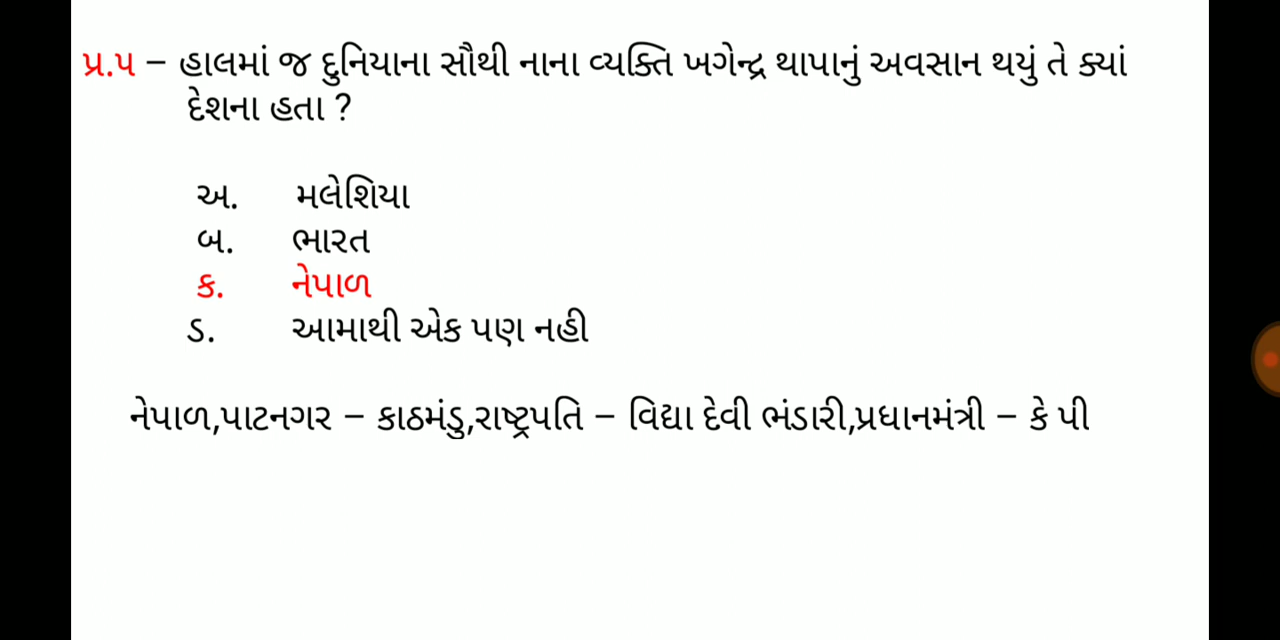 પ્ર.૫ – હાલમાં જ દુનિયાના સૌથી નાના વ્યક્તિ ખગેન્દ્ર થાપાનું અવસાન થયું તે ક્યાં
દેશના હતા ?
અ. મલેશિયા
બ. ભારત
ક. નેપાળ
ડ. આમાથી એક પણ નહી
નેપાળ,પાટનગર – કાઠમંડુ,રાષ્ટ્રપતિ – વિદ્યા દેવી ભંડારી,પ્રધાનમંત્રી – કે પી